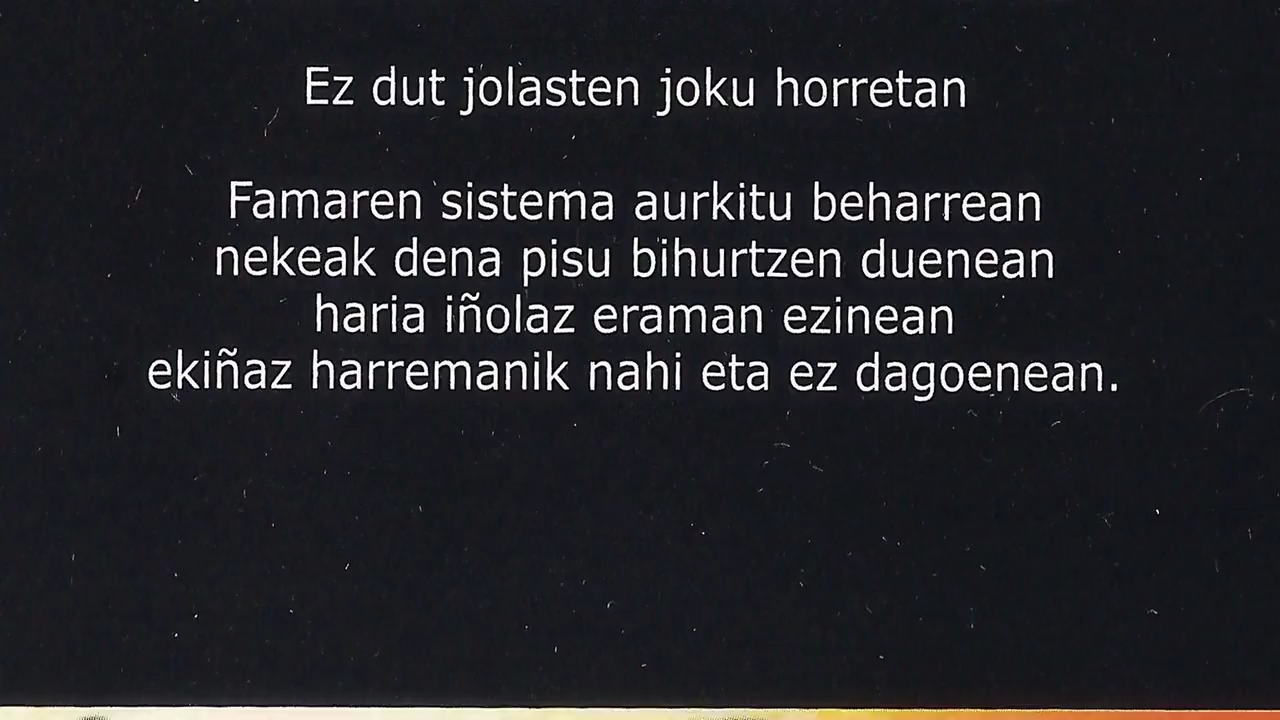 Ez dut jolasten joku horretan
Famaren sistema aurkitu beharrean
nekeak dena pisu bihurtzen duenean
haria iñolaz eraman ezinean
ekiñaz harremanik nahi eta ez dagoenean.